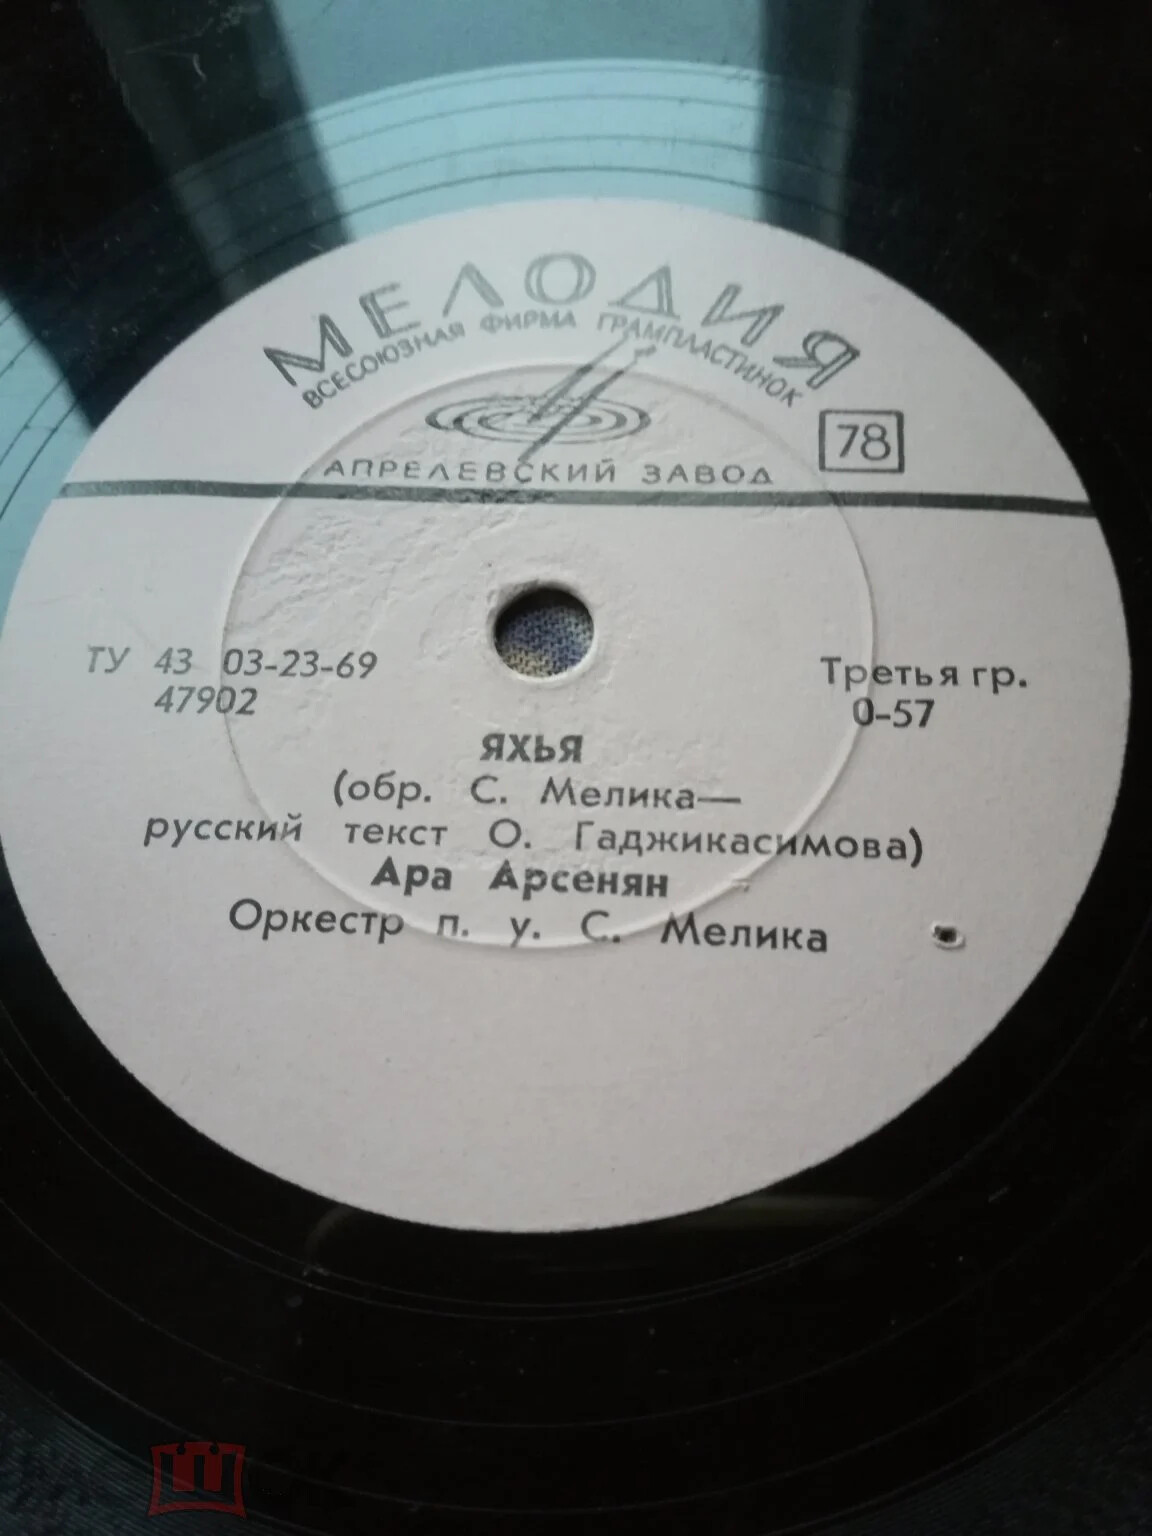 МЕЛОДИЯ
ВСЕСОЮЗНАЯ ФИРМА ГРАМПЛАСТИНОК
78
АПРЕЛЕВСКИЙ ЗАВОД
ТУ 43 03-23-69
47902
Третья гр.
0-57
ЯХЬЯ
(обр. С. Мелика—
русский текст О. Гаджикасимова)
Ара Арсенян
Оркестр п. у. С. Мелика